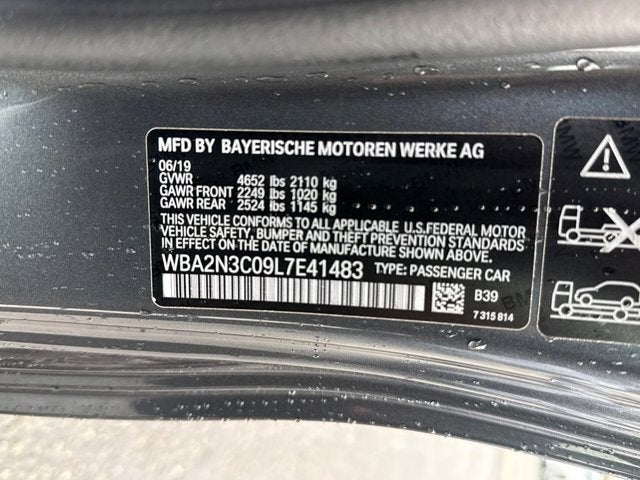 MFD BY BAYERISCHE MOTOREN WERKE AG
06/19
GVWR 4652 lbs 2110 kg
GAWR FRONT 2249 lbs 1020 kg
GAWR REAR 2524 lbs 1145 kg
THIS VEHICLE CONFORMS TO ALL APPLICABLE U.S.FEDERAL MOTOR
VEHICLE SAFETY, BUMPER AND THEFT PREVENTION STANDARDS
IN EFFECT ON THE DATE OF MANUFACTURE SHOWN ABOVE.
WBA2N3C09L7E41483 TYPE: PASSENGER CAR
B39
7 315 814